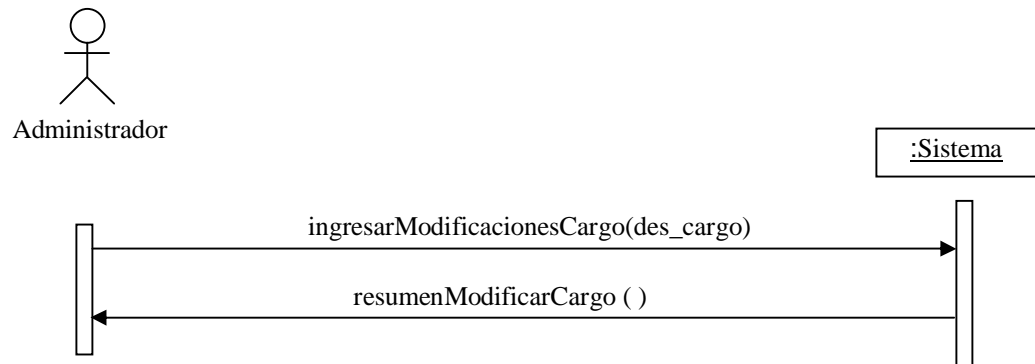 Administrador
:Sistema
ingresarModificacionesCargo(des_cargo)
resumenModificarCargo ( )